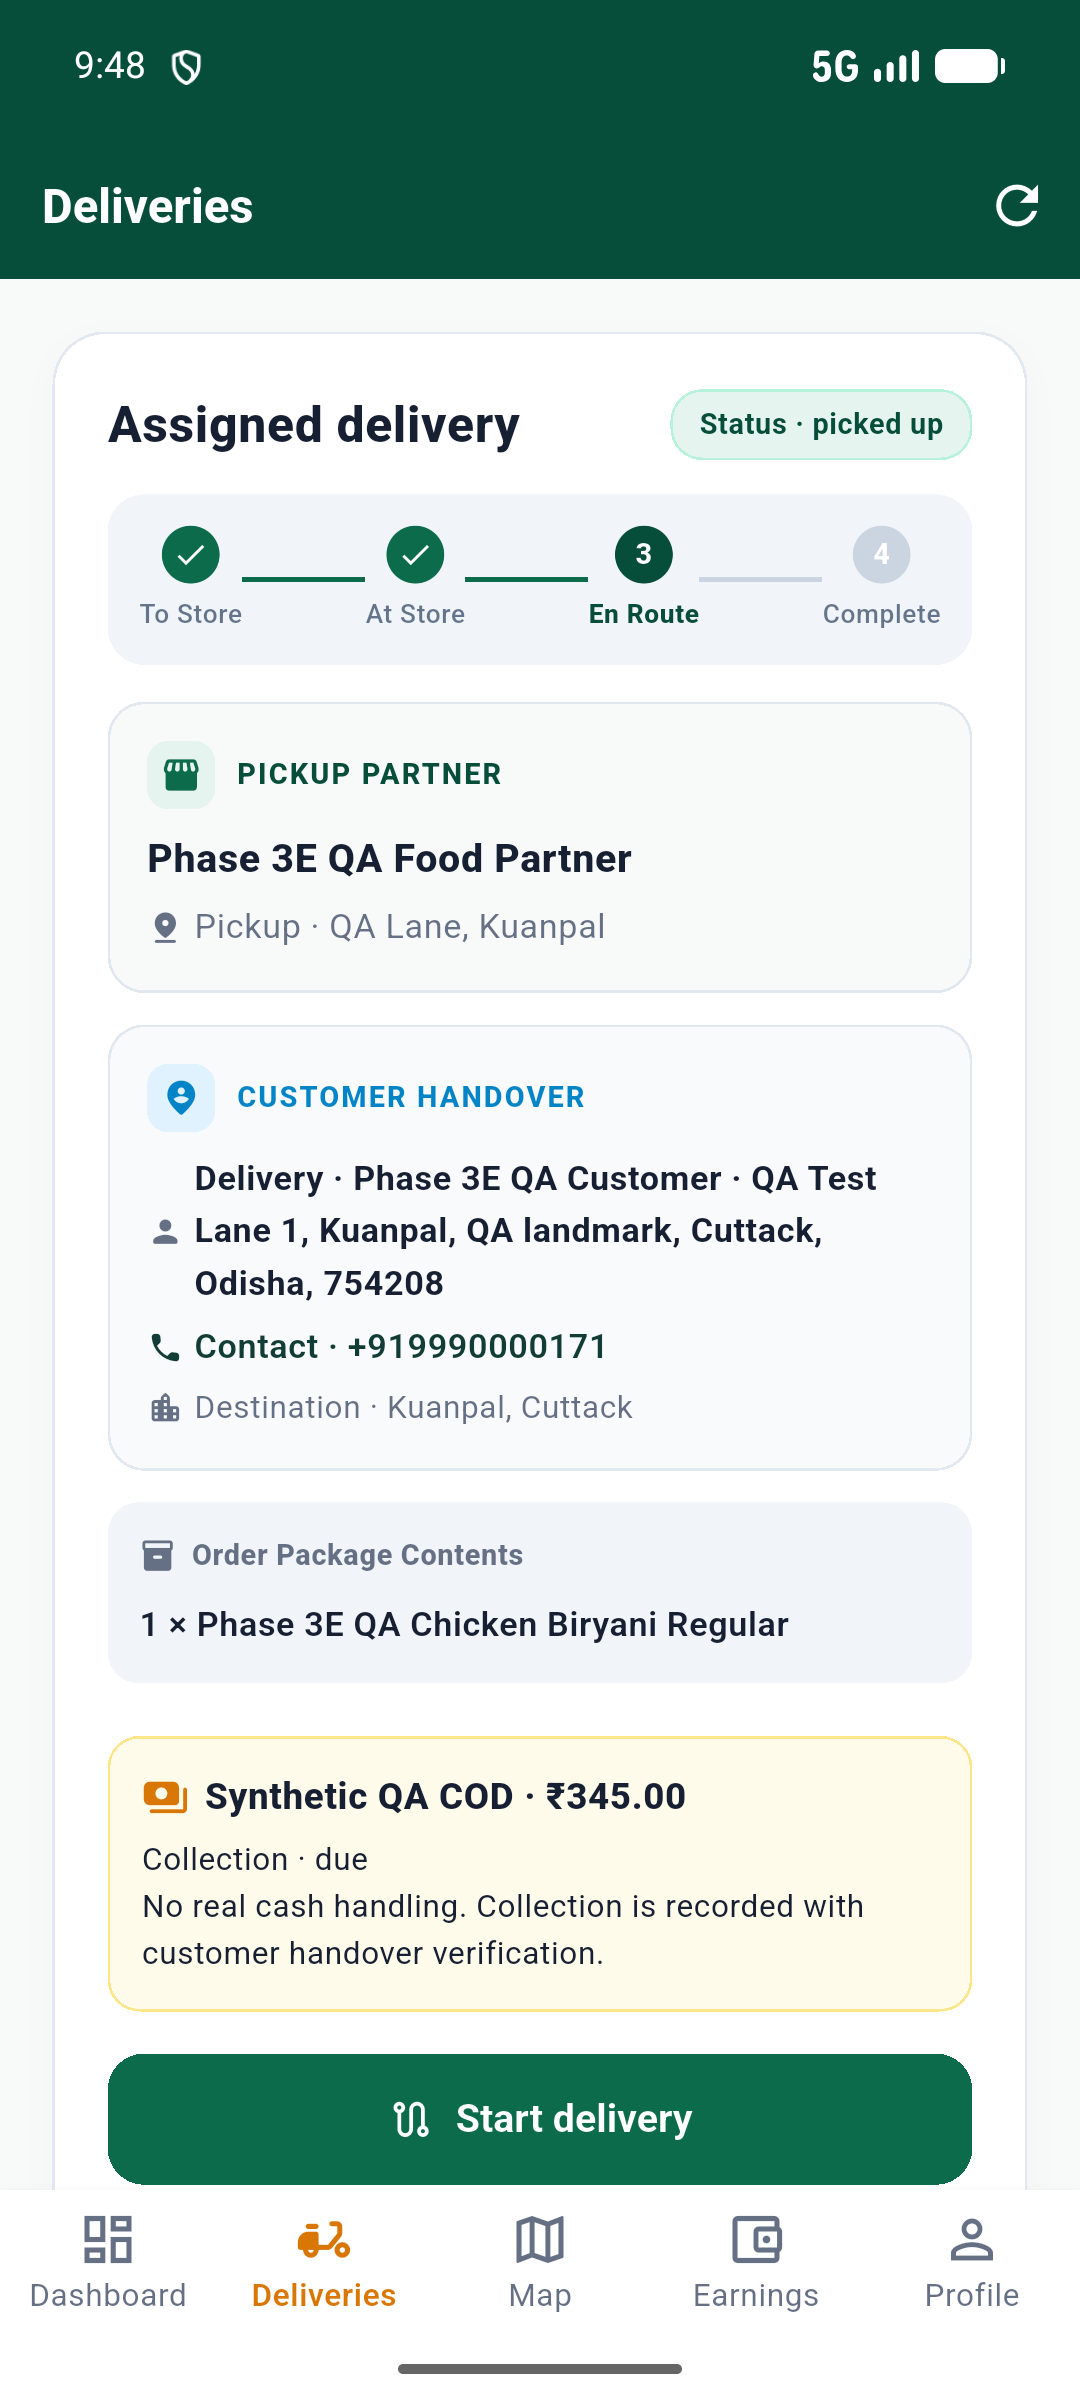 9:48
5G
Deliveries
Assigned delivery
Status · picked up
3
4
To Store
At Store
En Route
Complete
PICKUP PARTNER
Phase 3E QA Food Partner
Pickup · QA Lane, Kuanpal
CUSTOMER HANDOVER
Delivery · Phase 3E QA Customer · QA Test
Lane 1, Kuanpal, QA landmark, Cuttack,
Odisha, 754208
Contact · +919990000171
Destination · Kuanpal, Cuttack
Order Package Contents
1 × Phase 3E QA Chicken Biryani Regular
Synthetic QA COD · ₹345.00
Collection · due
No real cash handling. Collection is recorded with
customer handover verification.
Start delivery
Dashboard
Deliveries
Map
Earnings
Profile